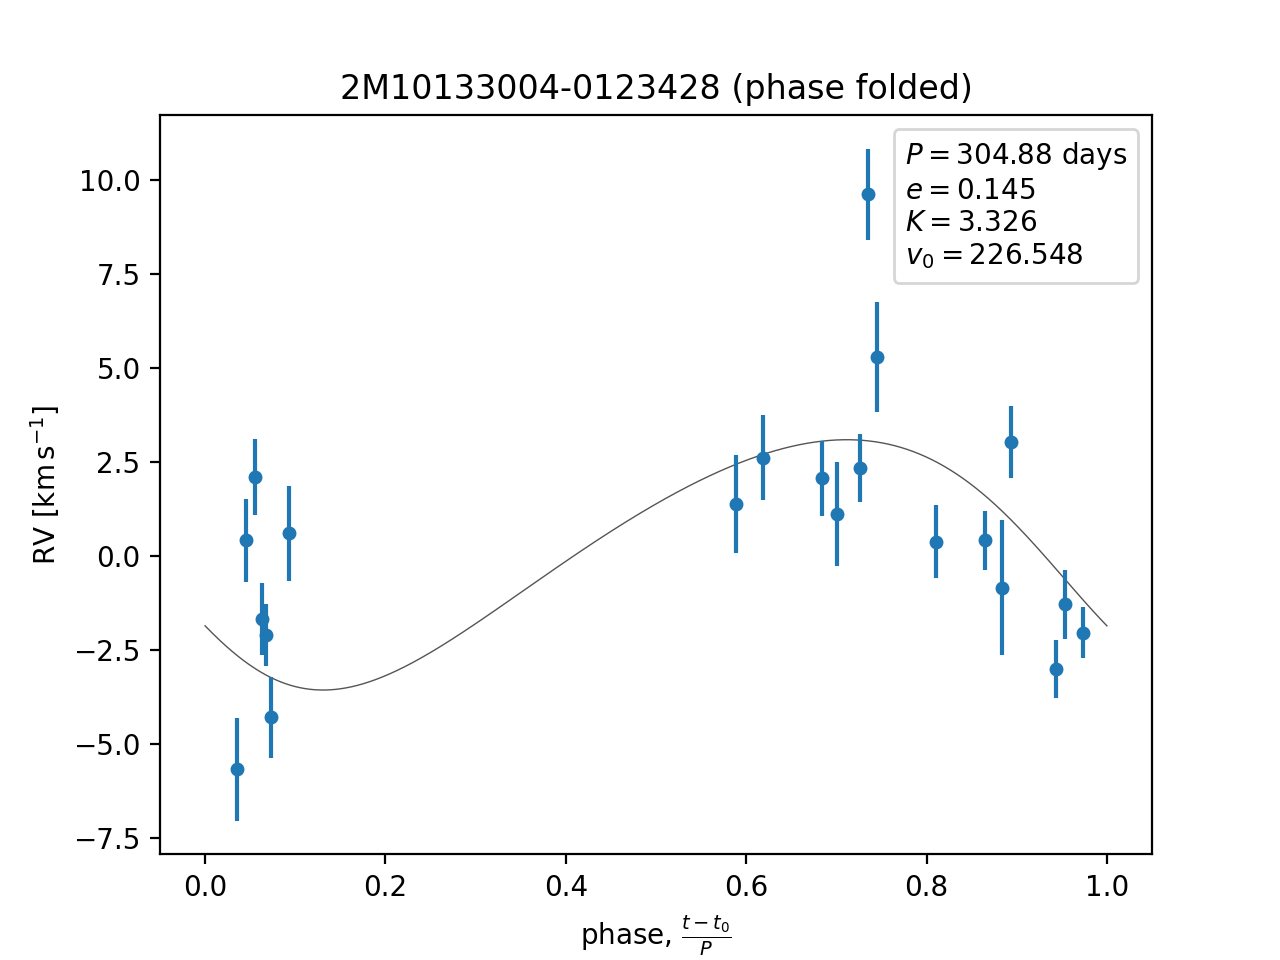 2M10133004-0123428 (phase folded)
P = 304.88 days
e = 0.145
K = 3.326
v₀ = 226.548
10.0
7.5
5.0
2.5
0.0
−2.5
−5.0
−7.5
RV [km s⁻¹]
0.0 0.2 0.4 0.6 0.8 1.0
phase, (t − t₀)/P